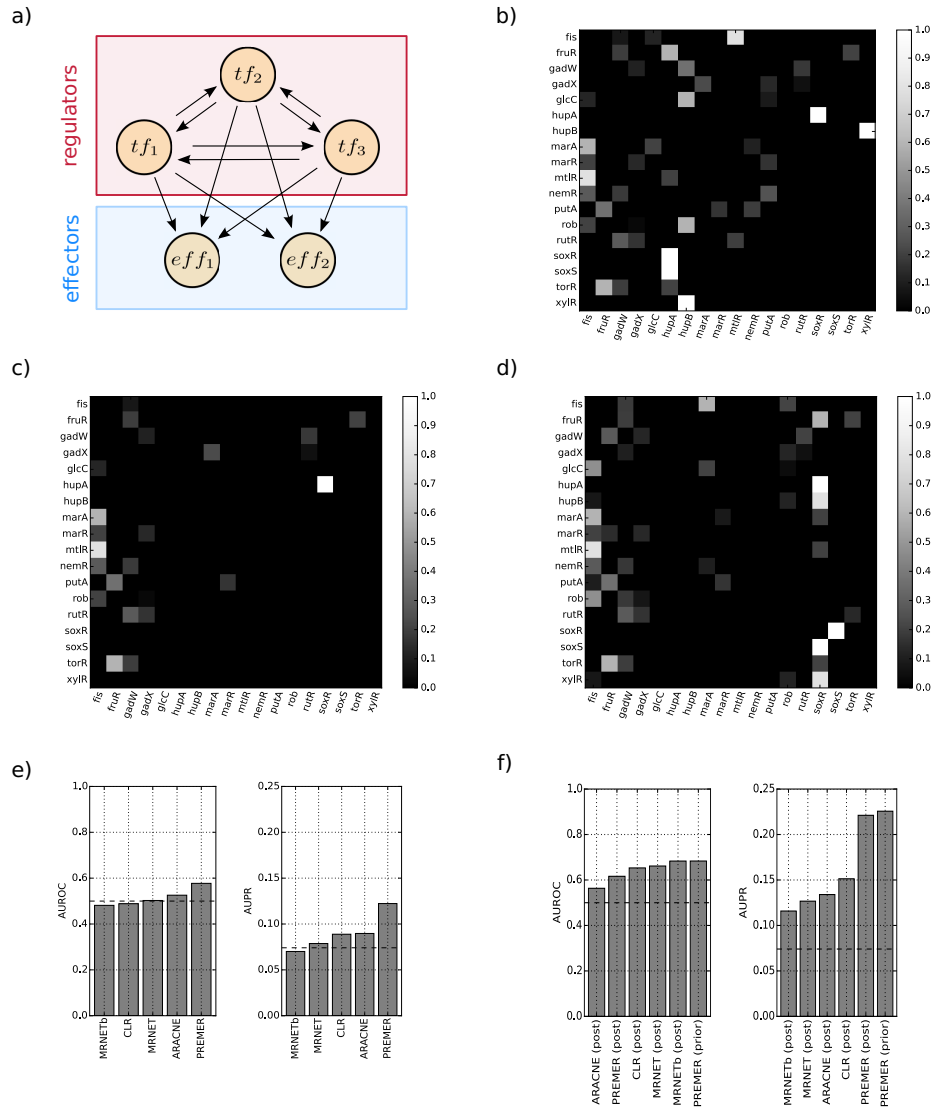 a)
regulators
effectors
tf2
tf1
tf3
eff1
eff2
b)
fis
fruR
gadW
gadX
glcC
hupA
hupB
marA
marR
mtlR
nemR
putA
rob
rutR
soxR
soxS
torR
xylR
fis
fruR
gadW
gadX
glcC
hupA
hupB
marA
marR
mtlR
nemR
putA
rob
rutR
soxR
soxS
torR
xylR
1.0
0.9
0.8
0.7
0.6
0.5
0.4
0.3
0.2
0.1
0.0
c)
fis
fruR
gadW
gadX
glcC
hupA
hupB
marA
marR
mtlR
nemR
putA
rob
rutR
soxR
soxS
torR
xylR
fis
fruR
gadW
gadX
glcC
hupA
hupB
marA
marR
mtlR
nemR
putA
rob
rutR
soxR
soxS
torR
xylR
1.0
0.9
0.8
0.7
0.6
0.5
0.4
0.3
0.2
0.1
0.0
d)
fis
fruR
gadW
gadX
glcC
hupA
hupB
marA
marR
mtlR
nemR
putA
rob
rutR
soxR
soxS
torR
xylR
fis
fruR
gadW
gadX
glcC
hupA
hupB
marA
marR
mtlR
nemR
putA
rob
rutR
soxR
soxS
torR
xylR
1.0
0.9
0.8
0.7
0.6
0.5
0.4
0.3
0.2
0.1
0.0
e)
AUROC
1.0
0.8
0.6
0.4
0.2
0.0
MRNETb
CLR
MRNET
ARACNE
PREMER
AUPR
0.25
0.20
0.15
0.10
0.05
0.00
MRNETb
MRNET
CLR
ARACNE
PREMER
f)
AUROC
1.0
0.8
0.6
0.4
0.2
0.0
ARACNE (post)
PREMER (post)
CLR (post)
MRNET (post)
MRNETb (post)
PREMER (prior)
AUPR
0.25
0.20
0.15
0.10
0.05
0.00
MRNETb (post)
MRNET (post)
ARACNE (post)
CLR (post)
PREMER (post)
PREMER (prior)